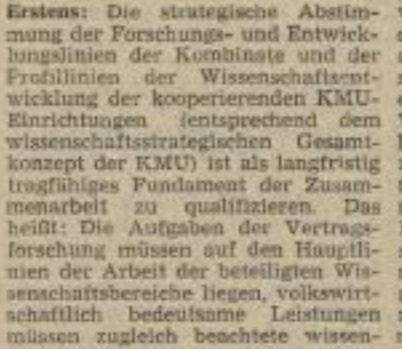 Erstens: Die strategische Abstim-
mung der Forschungs- und Entwick-
lungslinien der Kombinate und der
Profillinien der Wissenschaftsent-
wicklung der kooperierenden KMU-
Einrichtungen (entsprechend dem
wissenschaftsstrategischen Gesamt-
konzept der KMU) ist als langfristig
tragfähiges Fundament der Zusam-
menarbeit zu qualifizieren. Das
heißt: Die Aufgaben der Vertrags-
forschung müssen auf den Hauptli-
nien der Arbeit der beteiligten Wis-
senschaftsbereiche liegen, volkswirt-
schaftlich bedeutsame Leistungen
müssen zugleich beachtete wissen-